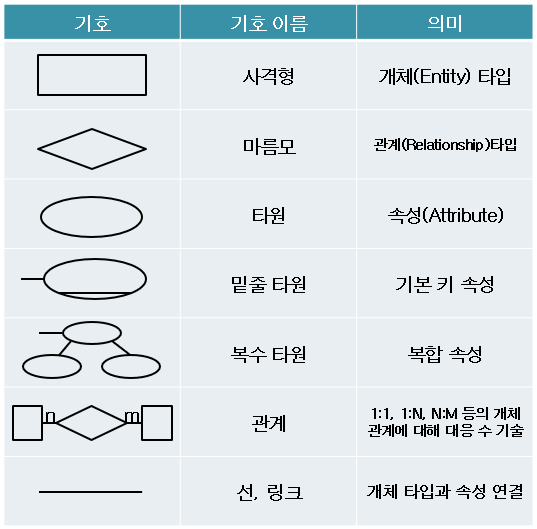 기호 기호 이름 의미
사격형 개체(Entity) 타입
마름모 관계(Relationship)타입
타원 속성(Attribute)
밑줄 타원 기본 키 속성
복수 타원 복합 속성
n m 관계 1:1, 1:N, N:M 등의 개체
관계에 대해 대응 수 기술
선, 링크 개체 타입과 속성 연결